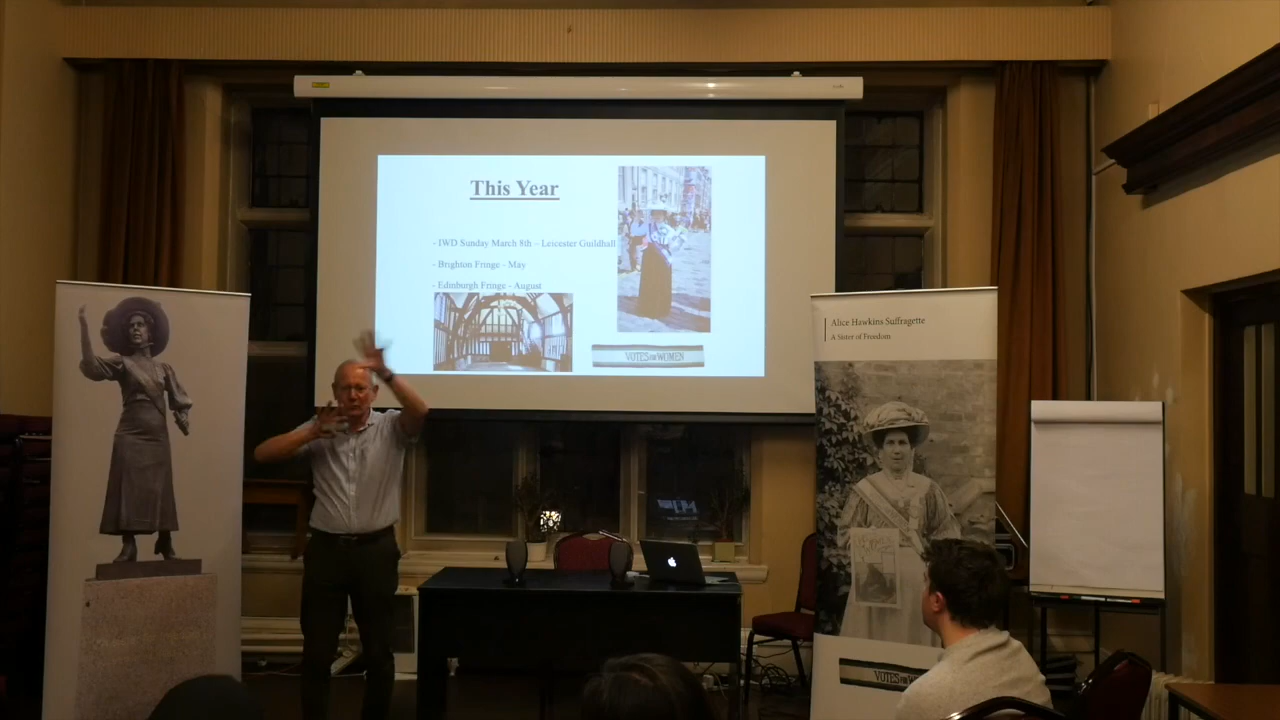 This Year
- IWD Sunday March 8th – Leicester Guildhall
- Brighton Fringe - May
- Edinburgh Fringe - August
VOTES FOR WOMEN
Alice Hawkins Suffragette
A Sister of Freedom
VOTES FOR WO